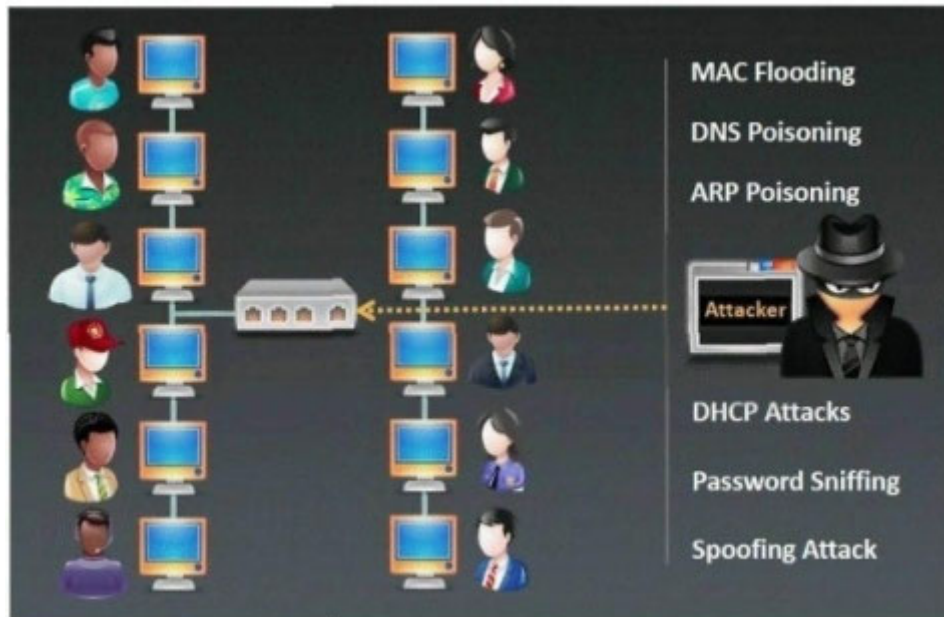 MAC Flooding
DNS Poisoning
ARP Poisoning
Attacker
DHCP Attacks
Password Sniffing
Spoofing Attack